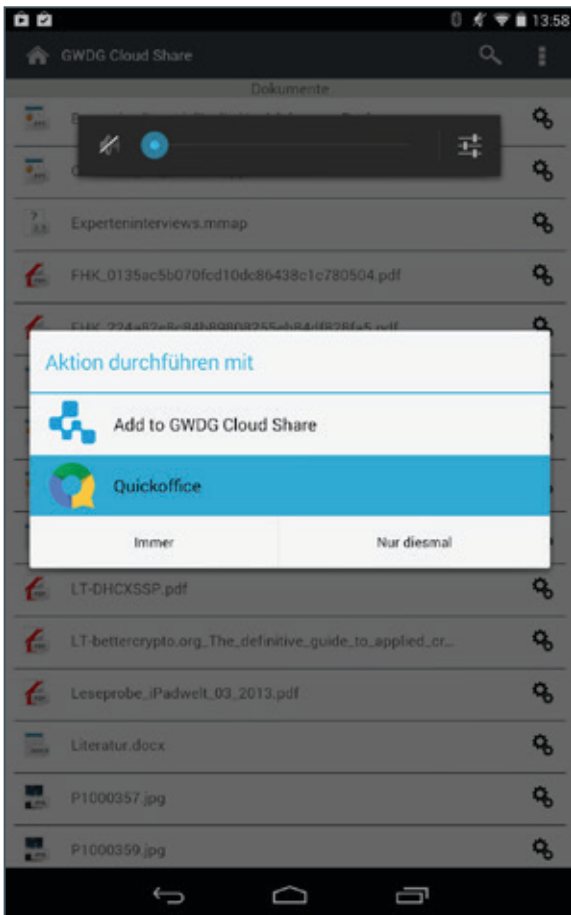 13:58
GWDG Cloud Share
Dokumente
Experteninterviews.mmap
FHK_0135ac5b070fcd10dc86438c1c780504.pdf
Aktion durchführen mit
Add to GWDG Cloud Share
Quickoffice
Immer
Nur diesmal
LT-DHCXSSP.pdf
LT-bettercrypto.org_The_definitive_guide_to_applied_cr...
Leseprobe_iPadwelt_03_2013.pdf
Literatur.docx
P1000357.jpg
P1000359.jpg